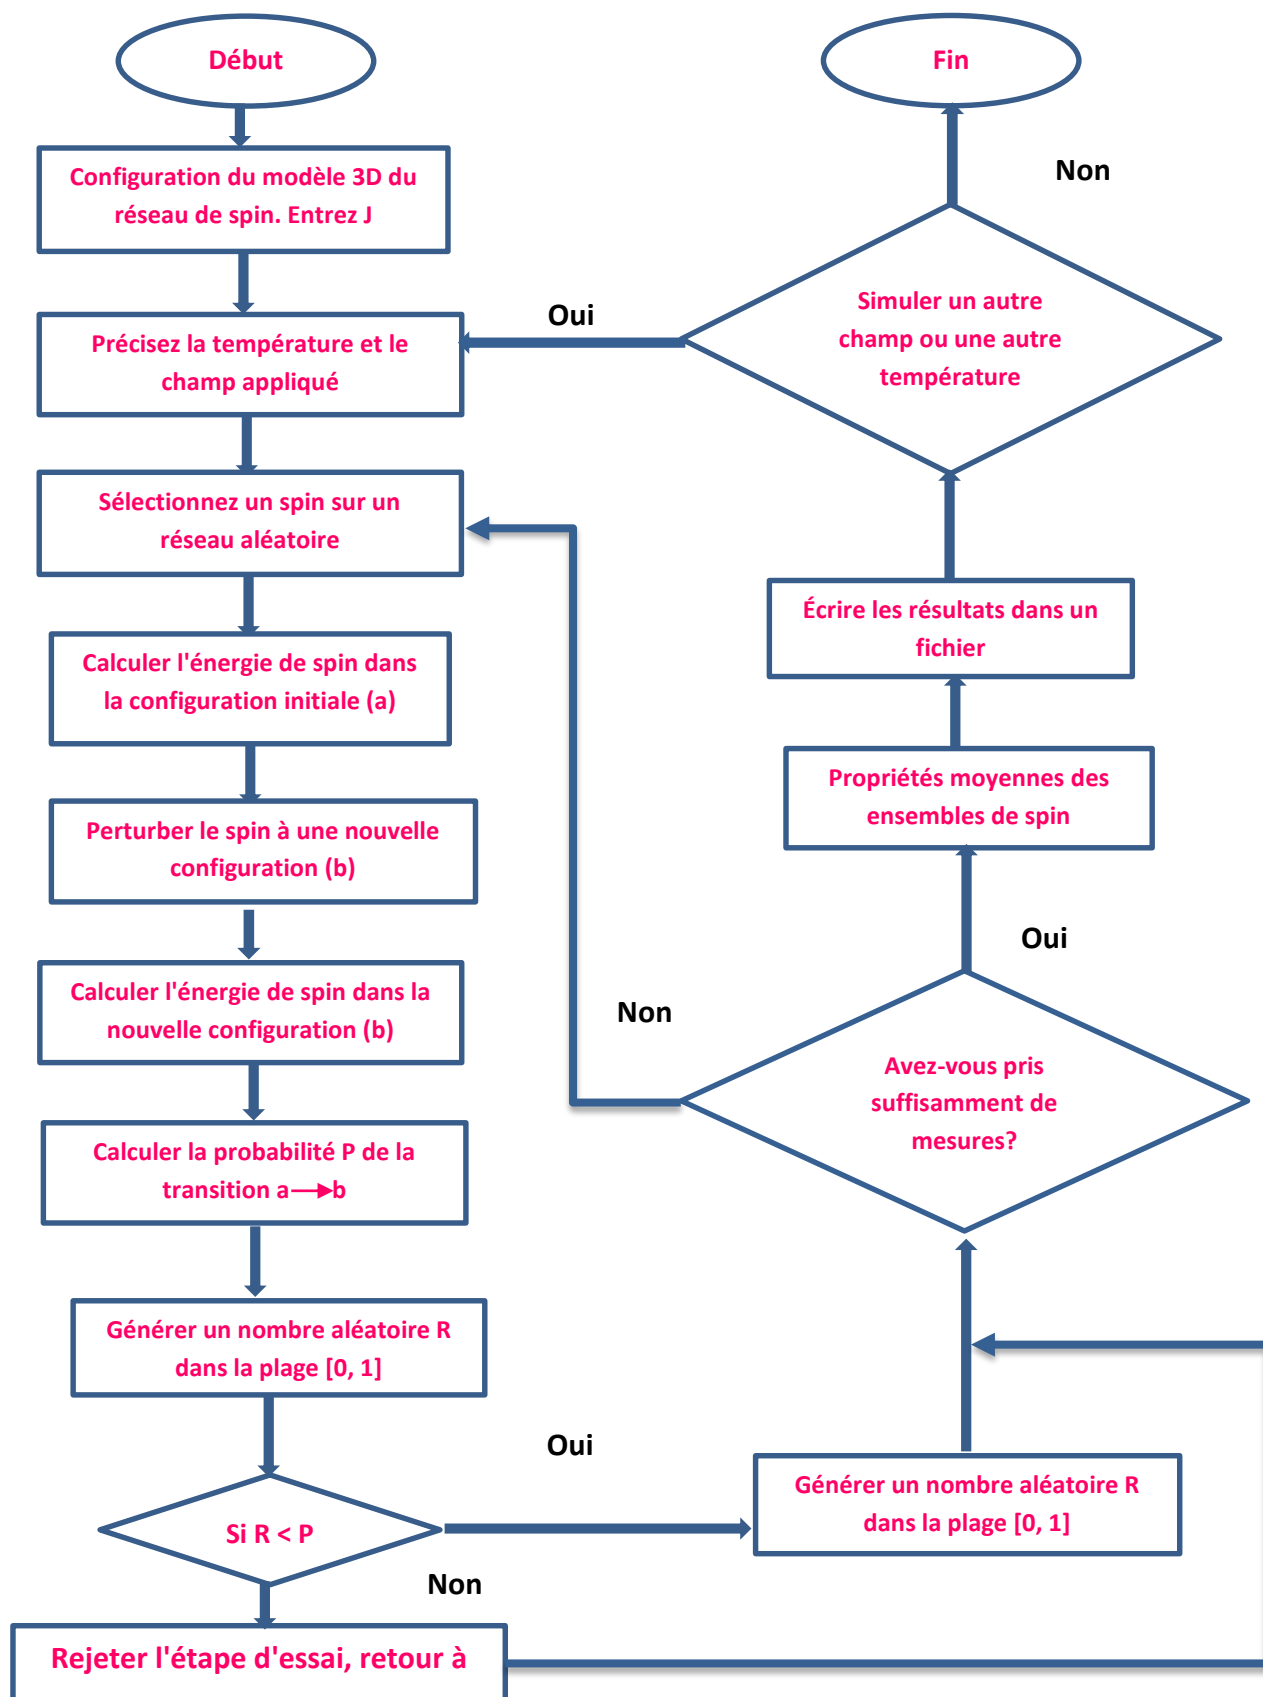 Début
Configuration du modèle 3D du
réseau de spin. Entrez J
Précisez la température et le
champ appliqué
Sélectionnez un spin sur un
réseau aléatoire
Calculer l'énergie de spin dans
la configuration initiale (a)
Perturber le spin à une nouvelle
configuration (b)
Calculer l'énergie de spin dans la
nouvelle configuration (b)
Calculer la probabilité P de la
transition a⟶b
Générer un nombre aléatoire R
dans la plage [0, 1]
Si R < P
Oui
Non
Rejeter l'étape d'essai, retour à
Générer un nombre aléatoire R
dans la plage [0, 1]
Avez-vous pris
suffisamment de
mesures?
Non
Oui
Propriétés moyennes des
ensembles de spin
Écrire les résultats dans un
fichier
Simuler un autre
champ ou une autre
température
Oui
Non
Fin